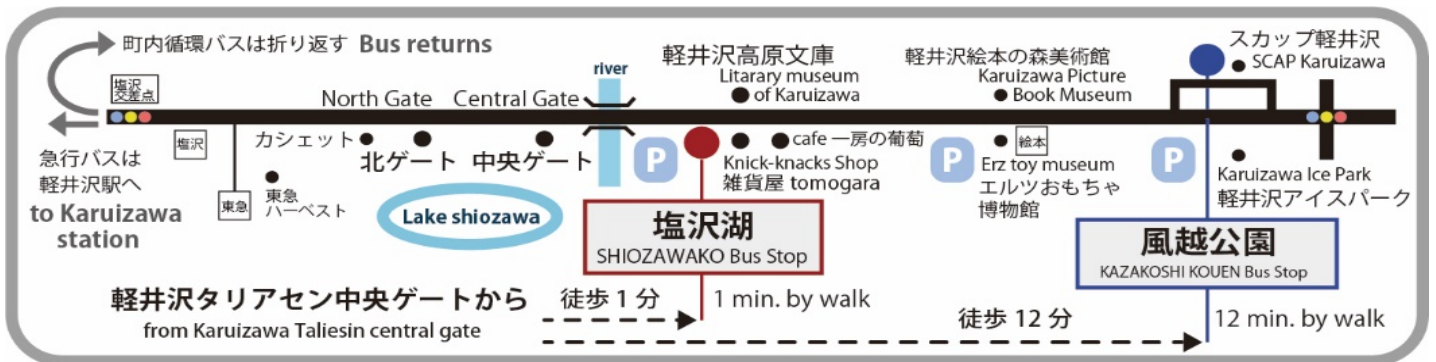 町内循環バスは折り返す Bus returns
塩沢
交差点
急行バスは
軽井沢駅へ
to Karuizawa
station
塩沢
東急
東急
ハーベスト
カシェット
North Gate
北ゲート
Central Gate
中央ゲート
Lake shiozawa
river
P
軽井沢高原文庫
Litarary museum
of Karuizawa
cafe 一房の葡萄
Knick-knacks Shop
雑貨屋 tomogara
塩沢湖
SHIOZAWAKO Bus Stop
軽井沢絵本の森美術館
Karuizawa Picture
Book Museum
P
絵本
Erz toy museum
エルツおもちゃ
博物館
P
スカップ軽井沢
SCAP Karuizawa
Karuizawa Ice Park
軽井沢アイスパーク
風越公園
KAZAKOSHI KOUEN Bus Stop
軽井沢タリアセン中央ゲートから
from Karuizawa Taliesin central gate
徒歩 1 分
1 min. by walk
徒歩 12 分
12 min. by walk